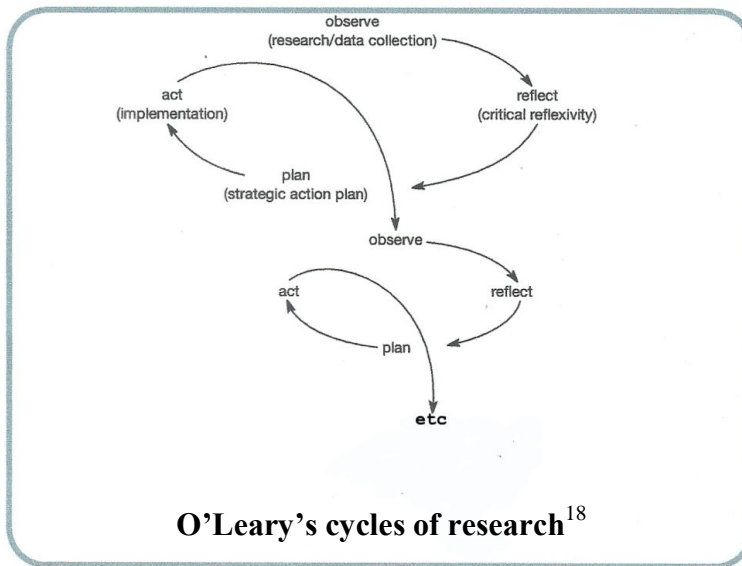 observe
(research/data collection)
reflect
(critical reflexivity)
act
(implementation)
plan
(strategic action plan)
observe
reflect
act
plan
etc
O’Leary’s cycles of research18